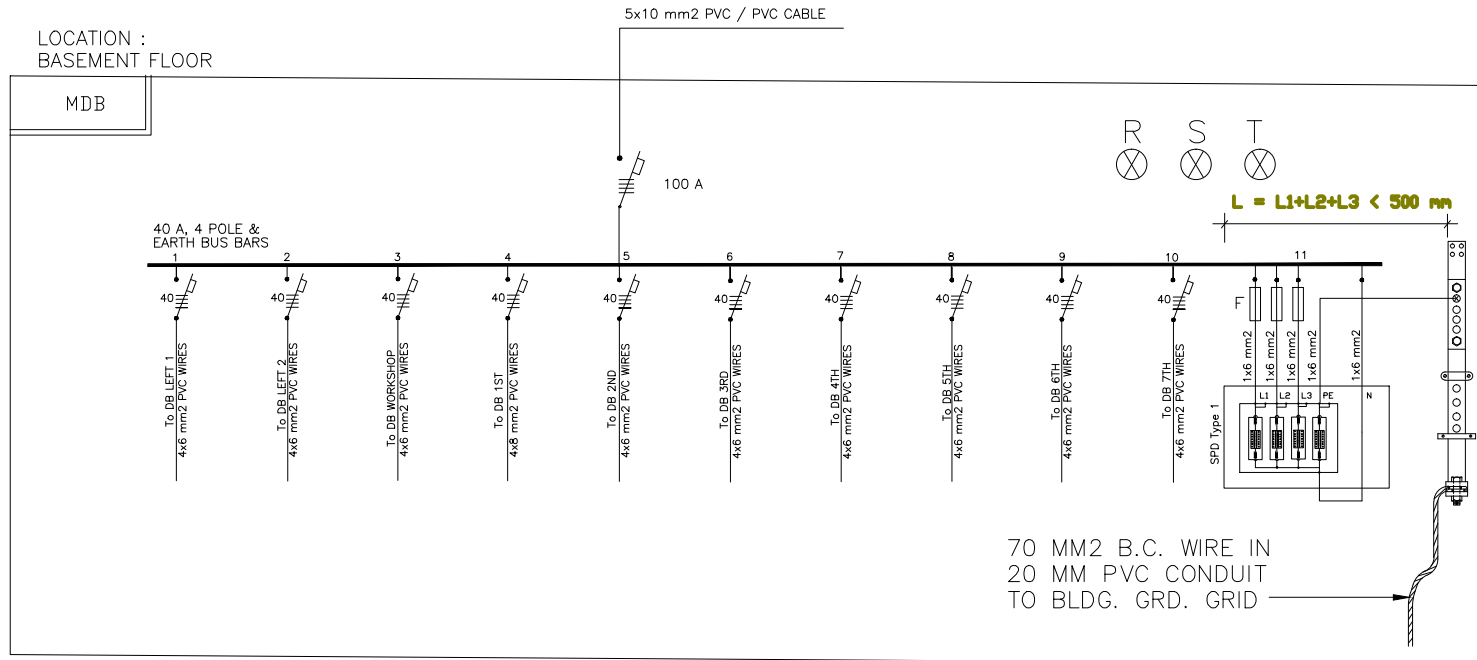 5x10 mm2 PVC / PVC CABLE
LOCATION :
BASEMENT FLOOR
MDB
R S T
100 A
L = L1+L2+L3 < 500 mm
40 A, 4 POLE &
EARTH BUS BARS
1 2 3 4 5 6 7 8 9 10 11
40 40 40 40 40 40 40 40 40 40
F
To DB LEFT 1
4x6 mm2 PVC WIRES
To DB LEFT 2
4x6 mm2 PVC WIRES
To DB WORKSHOP
4x6 mm2 PVC WIRES
To DB 1ST
4x8 mm2 PVC WIRES
To DB 2ND
4x6 mm2 PVC WIRES
To DB 3RD
4x6 mm2 PVC WIRES
To DB 4TH
4x6 mm2 PVC WIRES
To DB 5TH
4x6 mm2 PVC WIRES
To DB 6TH
4x6 mm2 PVC WIRES
To DB 7TH
4x6 mm2 PVC WIRES
1x6 mm2
1x6 mm2
1x6 mm2
1x6 mm2
1x6 mm2
L1 L2 L3 PE N
SPD Type 1
70 MM2 B.C. WIRE IN
20 MM PVC CONDUIT
TO BLDG. GRD. GRID